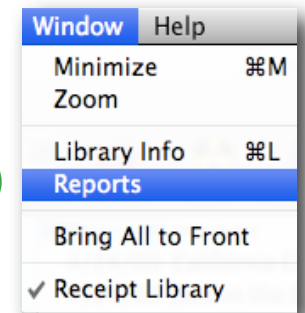 Window Help
Minimize ⌘M
Zoom
Library Info ⌘L
Reports
Bring All to Front
✓ Receipt Library